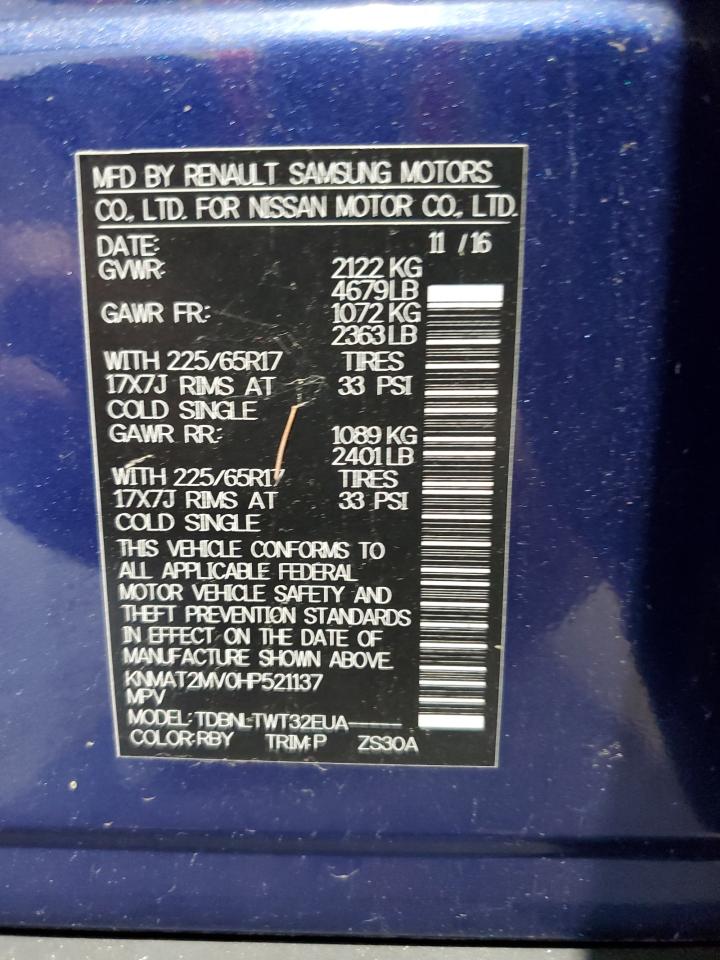 MFD BY RENAULT SAMSUNG MOTORS
CO., LTD. FOR NISSAN MOTOR CO., LTD.
DATE: 11 / 16
GVWR: 2122 KG
4679 LB
GAWR FR: 1072 KG
2363 LB
WITH 225/65R17 TIRES
17X7J RIMS AT 33 PSI
COLD SINGLE
GAWR RR: 1089 KG
2401 LB
WITH 225/65R17 TIRES
17X7J RIMS AT 33 PSI
COLD SINGLE
THIS VEHICLE CONFORMS TO
ALL APPLICABLE FEDERAL
MOTOR VEHICLE SAFETY AND
THEFT PREVENTION STANDARDS
IN EFFECT ON THE DATE OF
MANUFACTURE SHOWN ABOVE.
KNMAT2MV0HP521137
MPV
MODEL: TDBNL-TWT32EUA-----
COLOR:RBY TRIM:P ZS30A